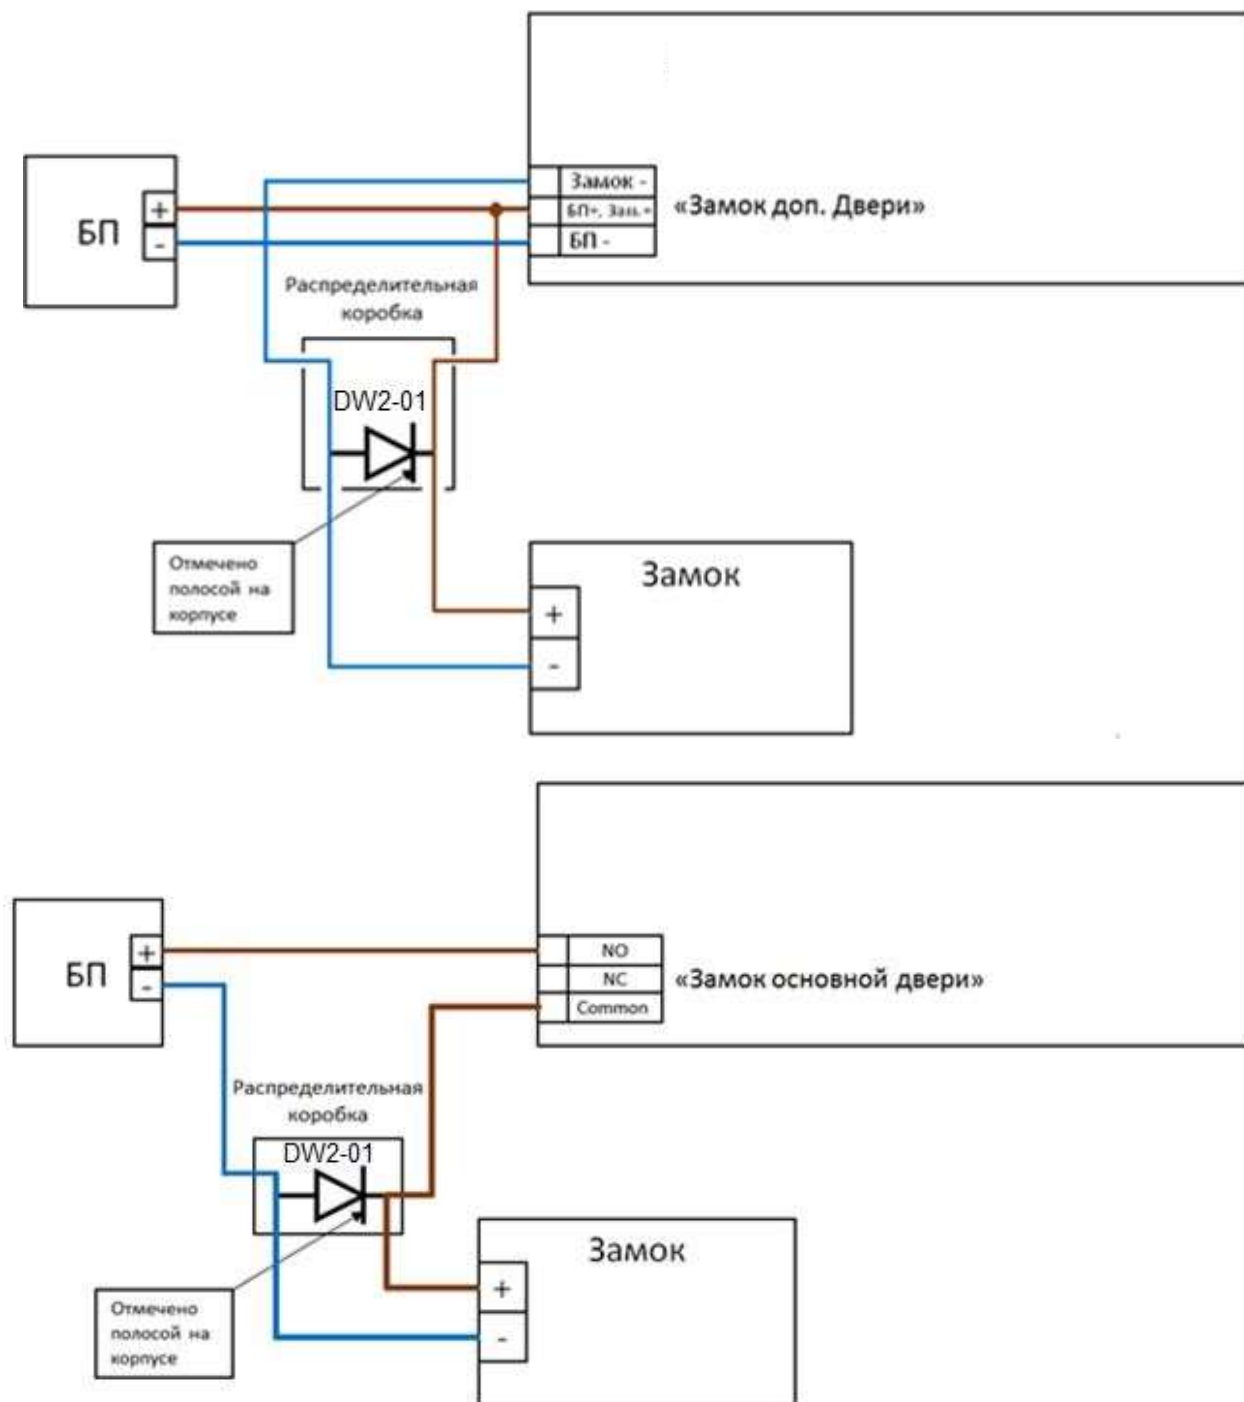 Замок -
БП+, Зам.+
БП -
«Замок доп. Двери»
БП
+
-
Распределительная
коробка
DW2-01
Отмечено
полосой на
корпусе
Замок
+
-
БП
+
-
NO
NC
Common
«Замок основной двери»
Распределительная
коробка
DW2-01
Отмечено
полосой на
корпусе
Замок
+
-